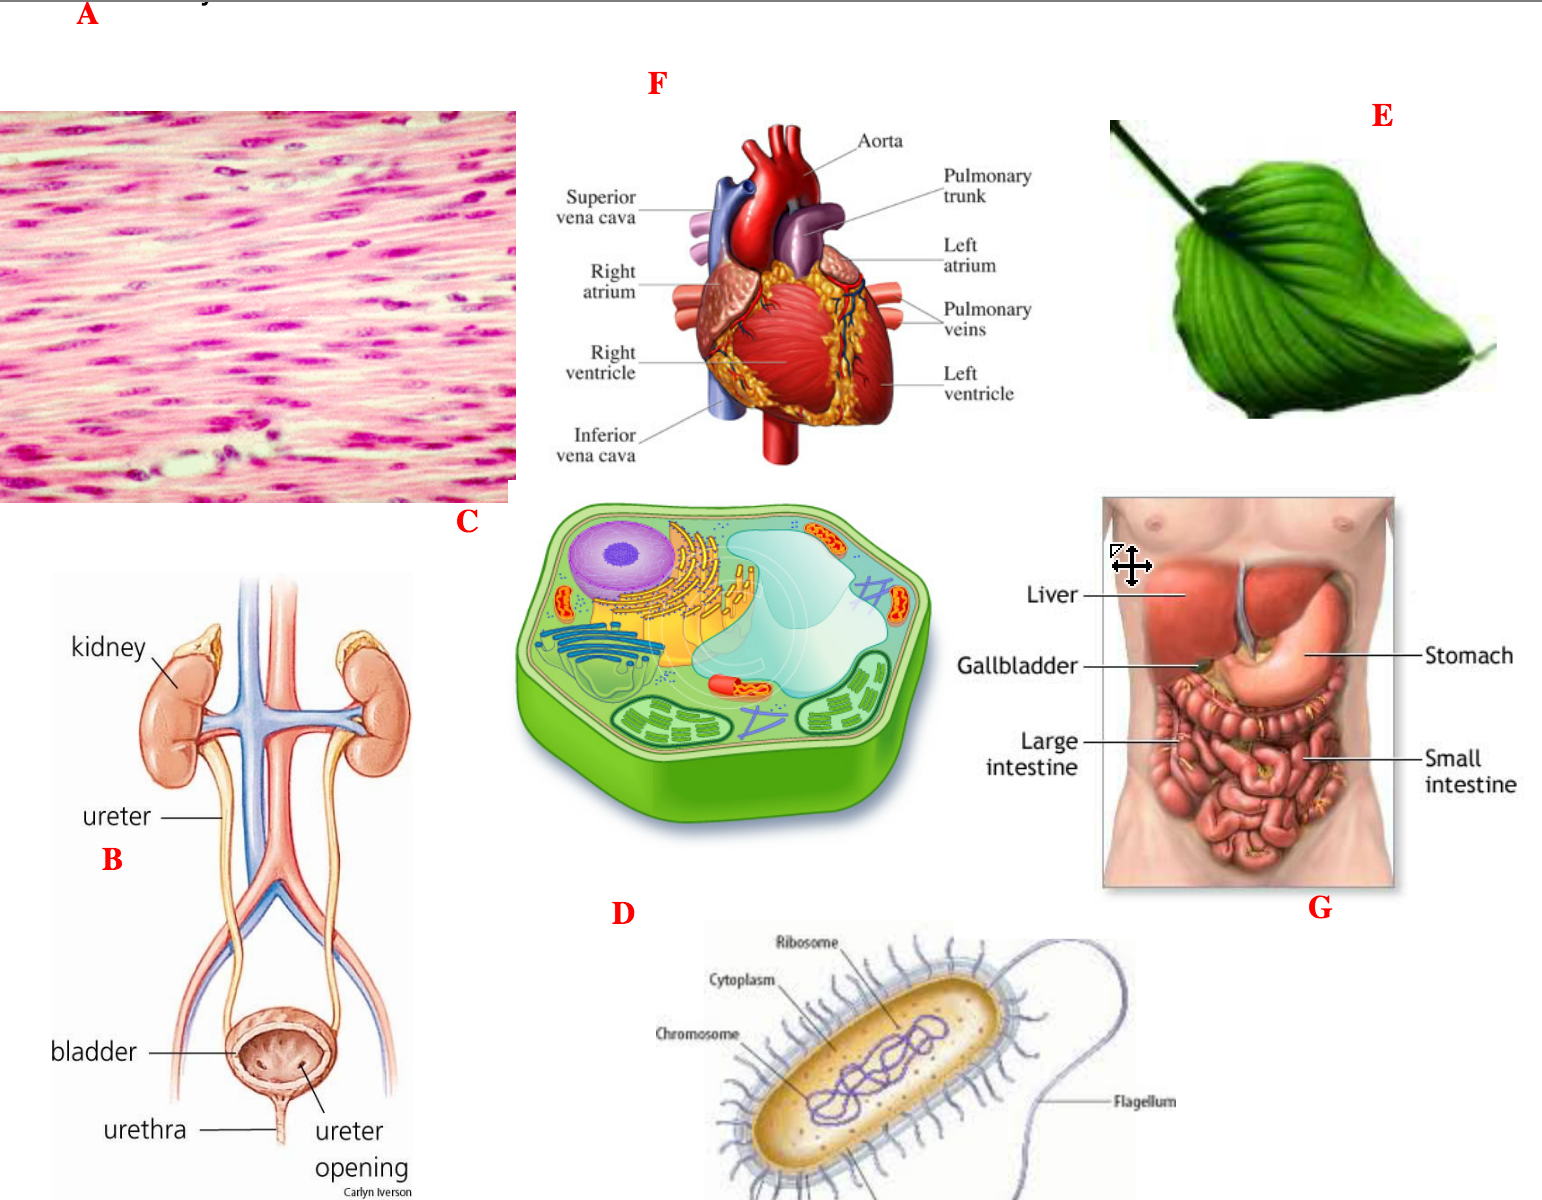 A
F
E
Aorta
Pulmonary
trunk
Superior
vena cava
Left
atrium
Right
atrium
Pulmonary
veins
Right
ventricle
Left
ventricle
Inferior
vena cava
C
kidney
ureter
B
bladder
urethra
ureter
opening
Carlyn Iverson
Liver
Gallbladder
Stomach
Large
intestine
Small
intestine
G
D
Ribosome
Cytoplasm
Chromosome
Flagellum